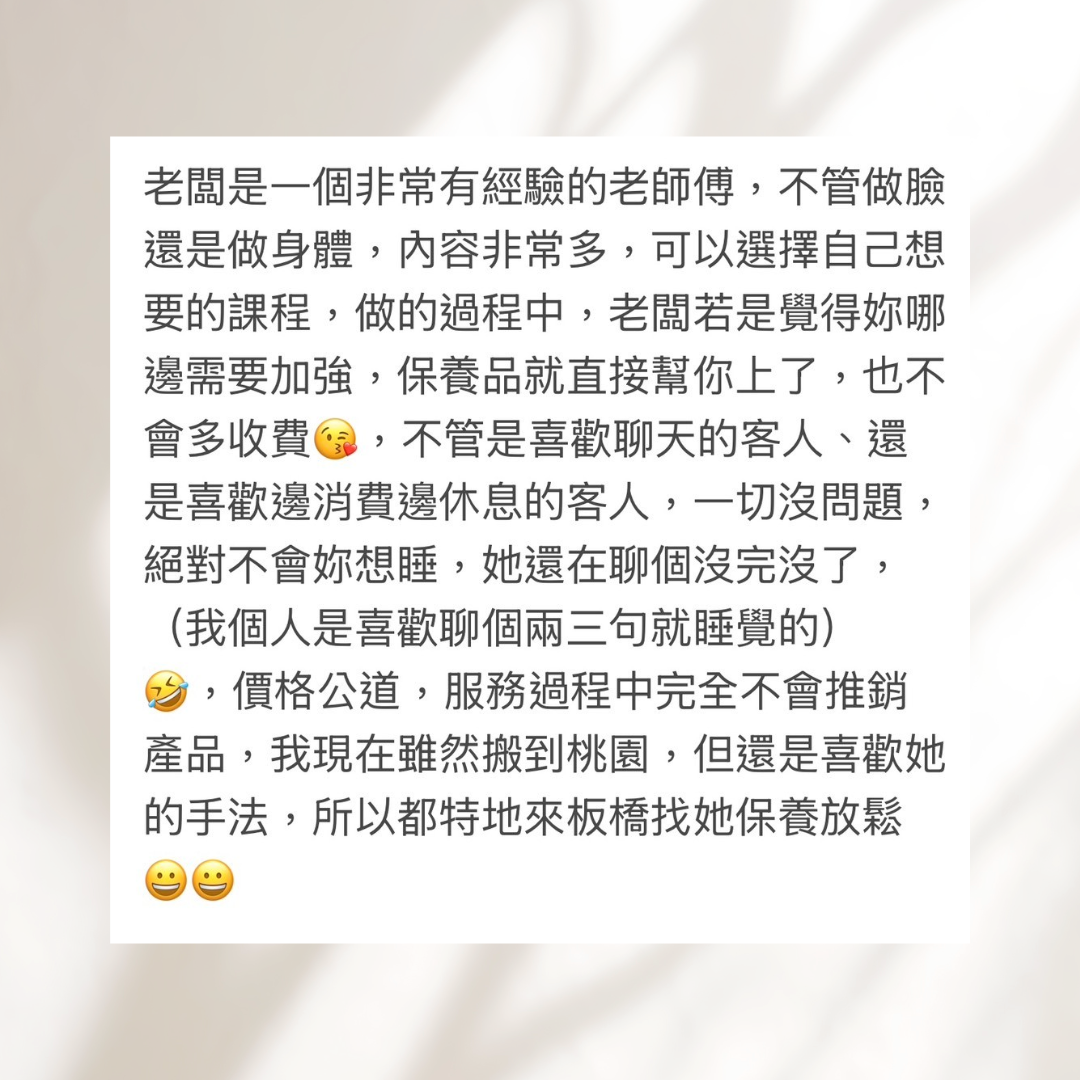 老闆是一個非常有經驗的老師傅，不管做臉
還是做身體，內容非常多，可以選擇自己想
要的課程，做的過程中，老闆若是覺得妳哪
邊需要加強，保養品就直接幫你上了，也不
會多收費😘，不管是喜歡聊天的客人、還
是喜歡邊消費邊休息的客人，一切沒問題，
絕對不會妳想睡，她還在聊個沒完沒了，
（我個人是喜歡聊個兩三句就睡覺的）
🤣，價格公道，服務過程中完全不會推銷
產品，我現在雖然搬到桃園，但還是喜歡她
的手法，所以都特地來板橋找她保養放鬆
😀😀